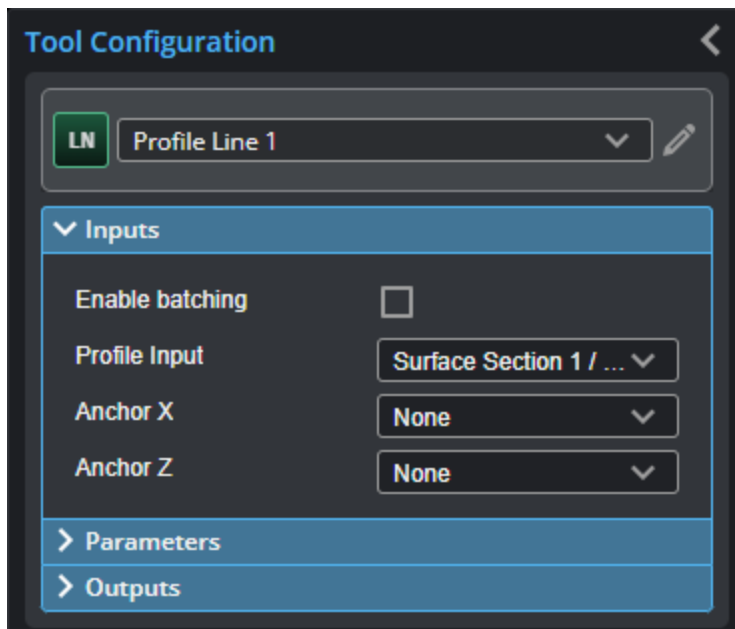 Tool Configuration
LN Profile Line 1
Inputs
Enable batching
Profile Input Surface Section 1 / ...
Anchor X None
Anchor Z None
Parameters
Outputs